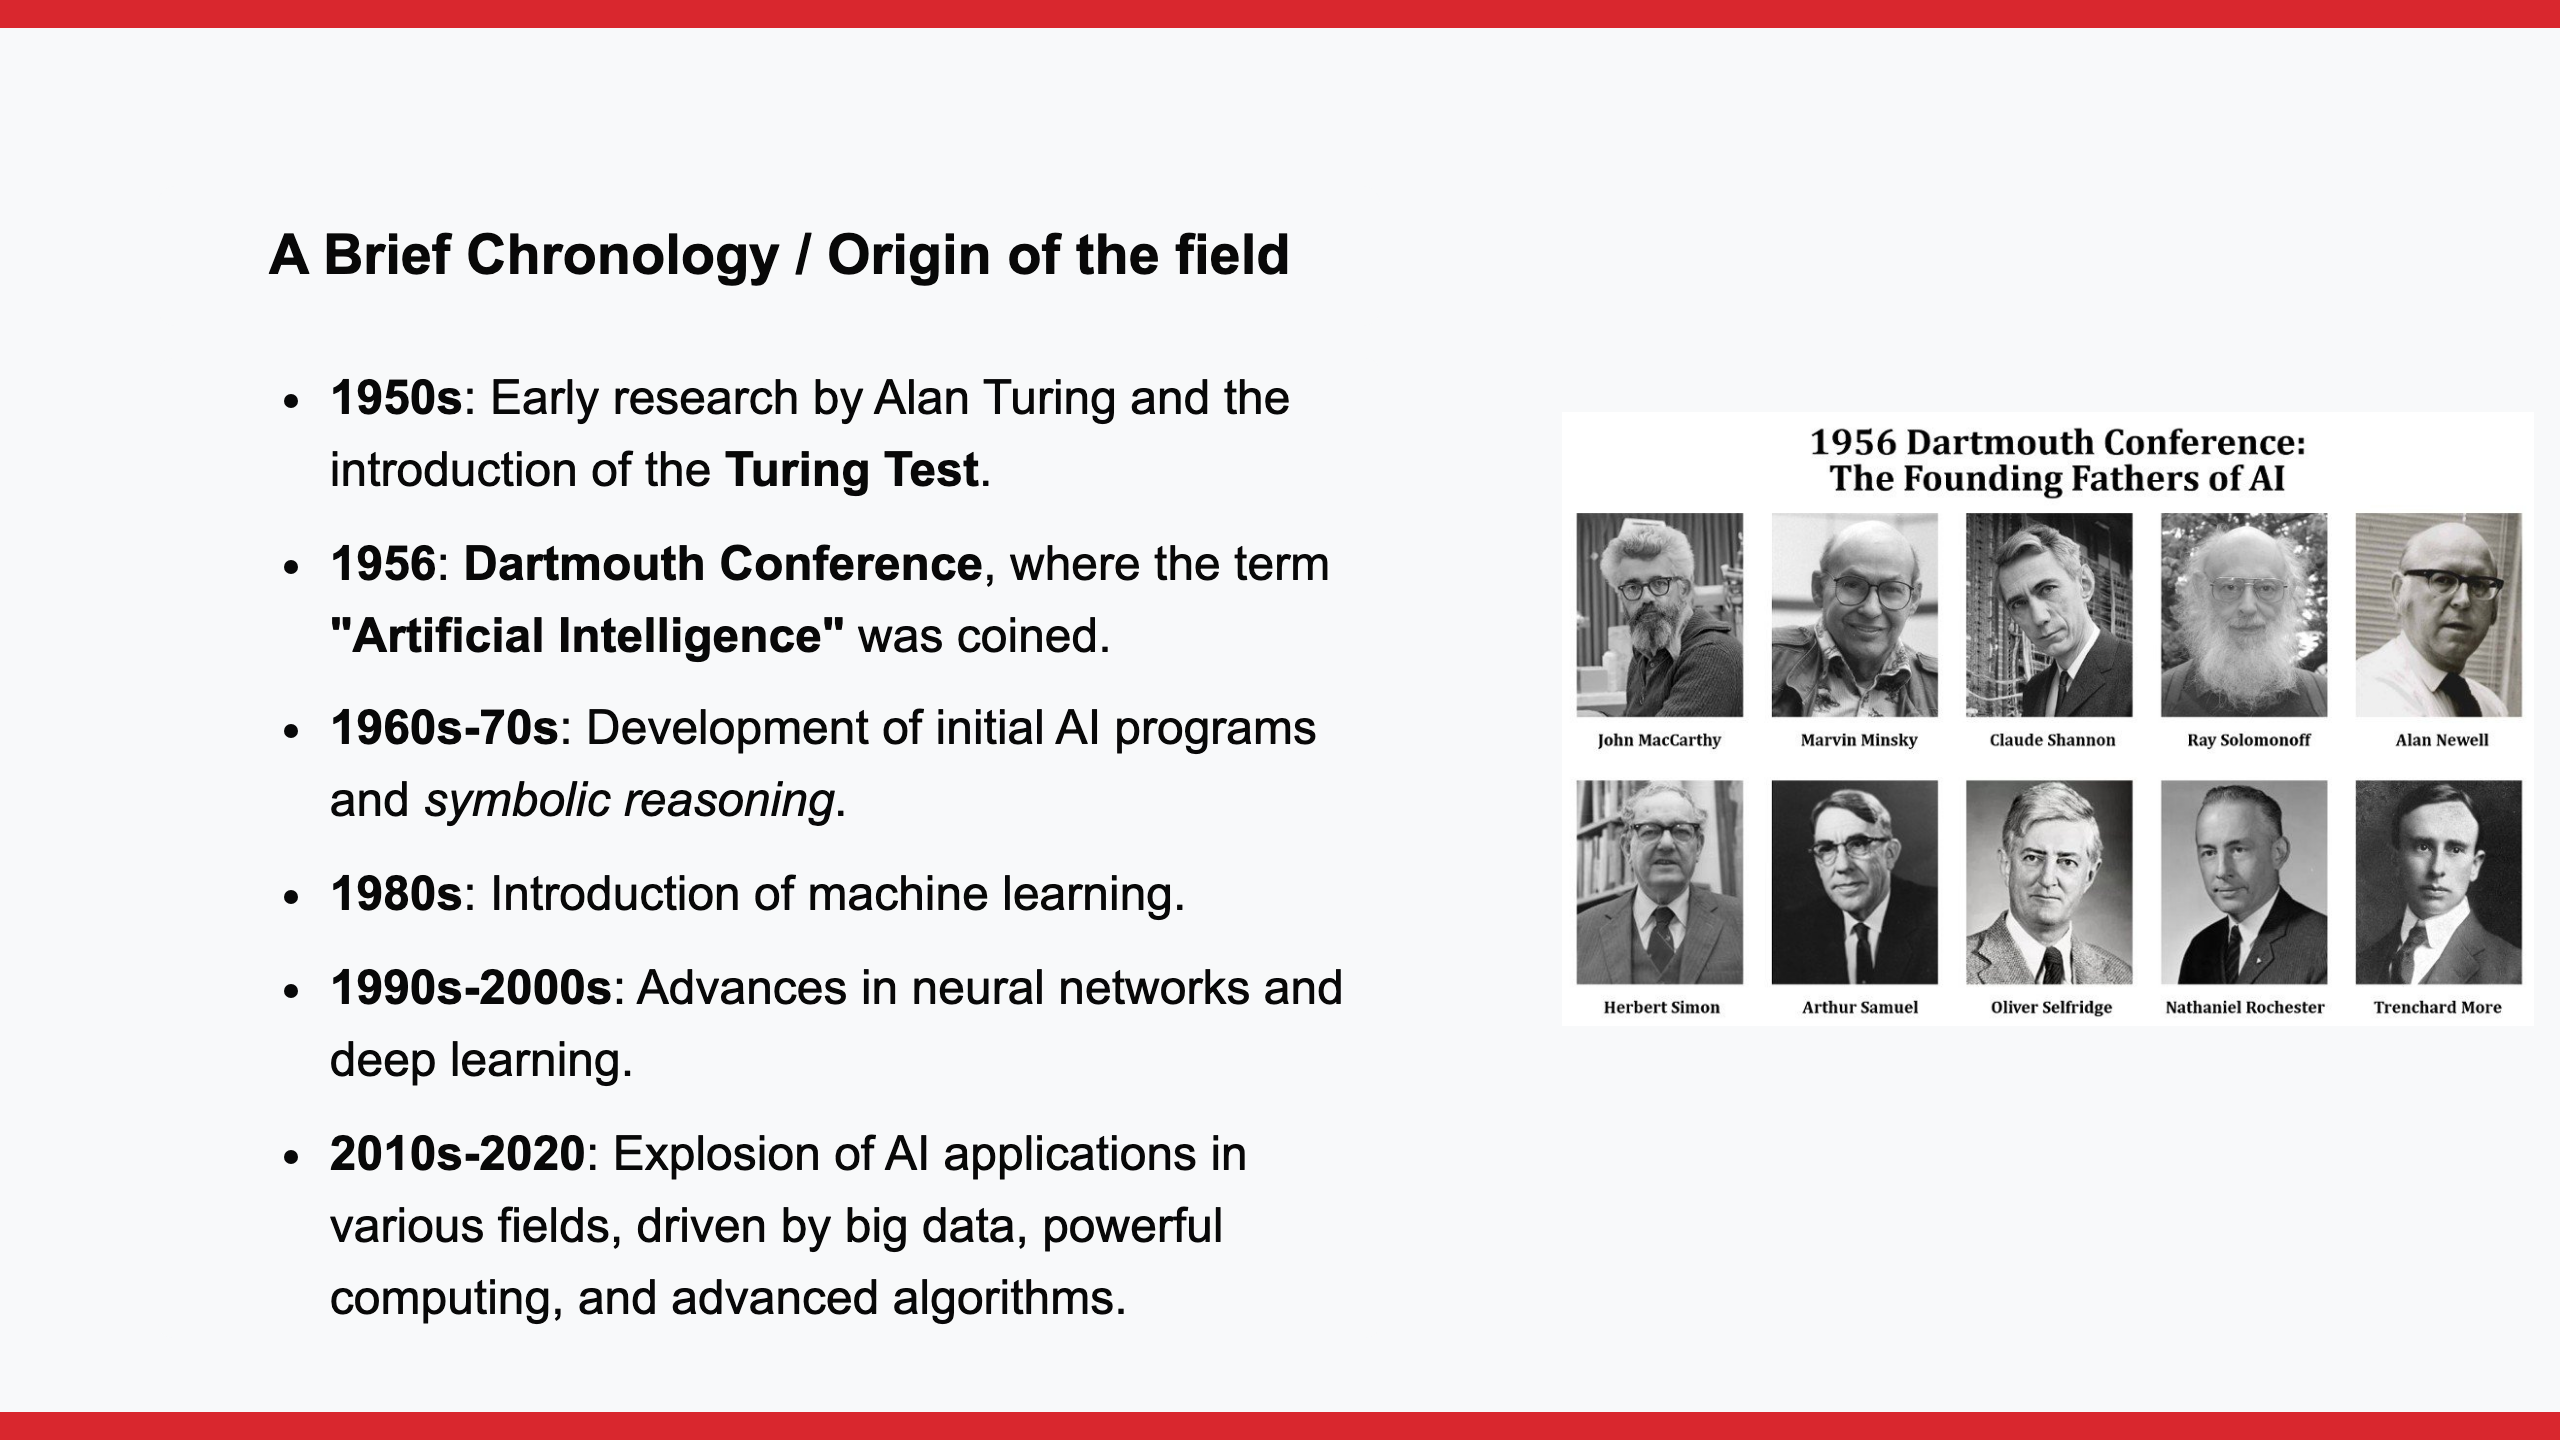 A Brief Chronology / Origin of the field
• 1950s: Early research by Alan Turing and the
introduction of the Turing Test.
• 1956: Dartmouth Conference, where the term
"Artificial Intelligence" was coined.
• 1960s-70s: Development of initial AI programs
and symbolic reasoning.
• 1980s: Introduction of machine learning.
• 1990s-2000s: Advances in neural networks and
deep learning.
• 2010s-2020: Explosion of AI applications in
various fields, driven by big data, powerful
computing, and advanced algorithms.
1956 Dartmouth Conference:
The Founding Fathers of AI
John MacCarthy Marvin Minsky Claude Shannon Ray Solomonoff Alan Newell
Herbert Simon Arthur Samuel Oliver Selfridge Nathaniel Rochester Trenchard More